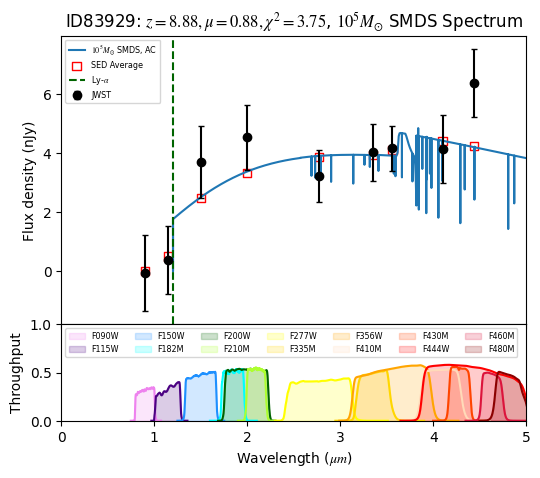 ID83929: z = 8.88, μ = 0.88, χ² = 3.75, 10⁵M⊙ SMDS Spectrum
10⁵M⊙ SMDS, AC
SED Average
Ly-α
JWST
Flux density (nJy)
6
4
2
0
Throughput
1.0
0.5
0.0
F090W F150W F200W F277W F356W F430M F460M
F115W F182M F210M F335M F410M F444W F480M
0 1 2 3 4 5
Wavelength (μm)